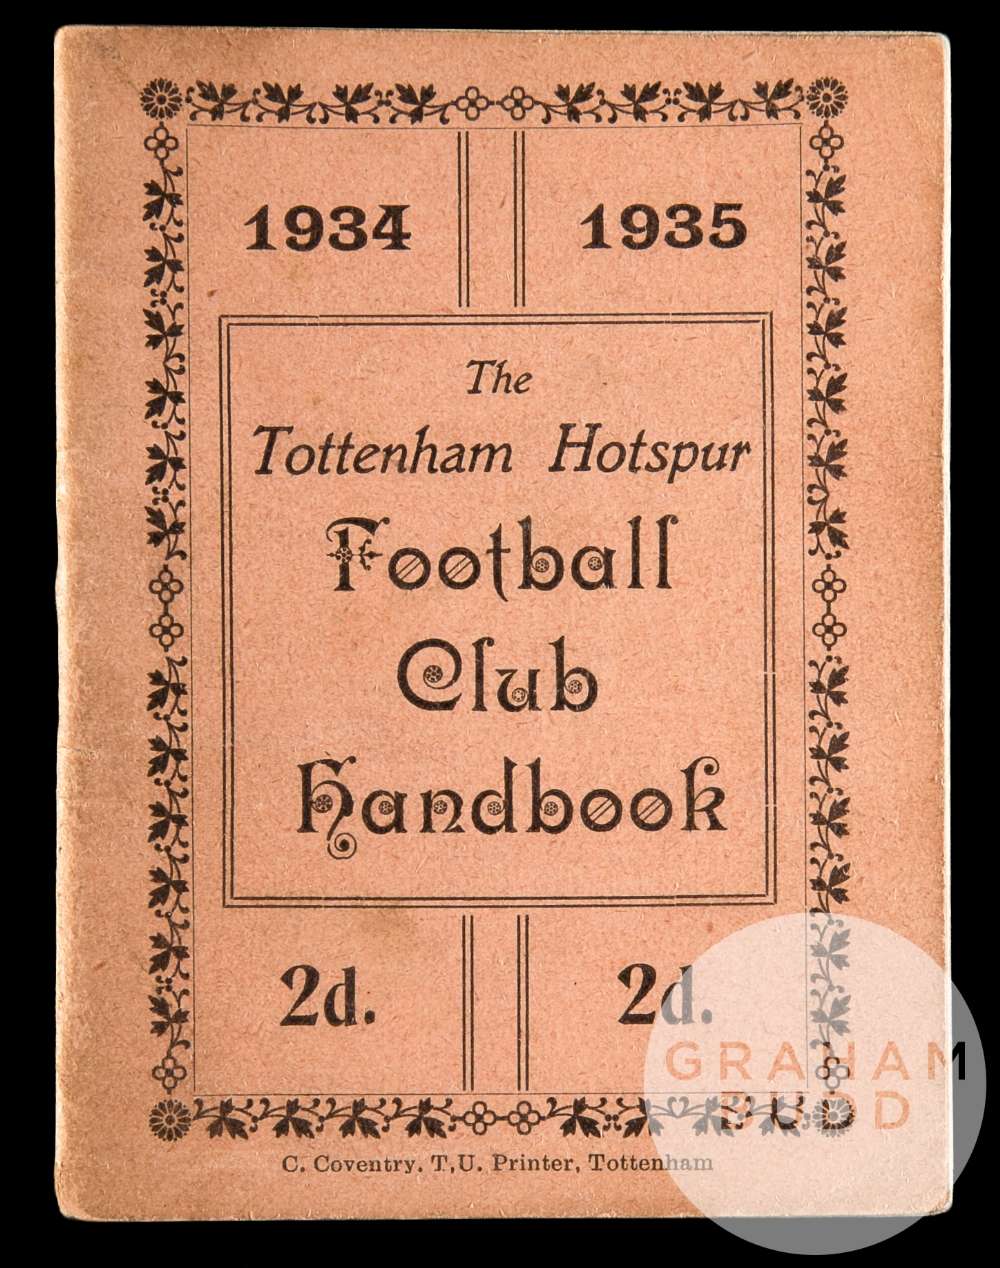 1934 1935
The
Tottenham Hotspur
Football
Club
Handbook
2d. 2d.
GRAHAM
BUDD
C. Coventry. T,U. Printer, Tottenham